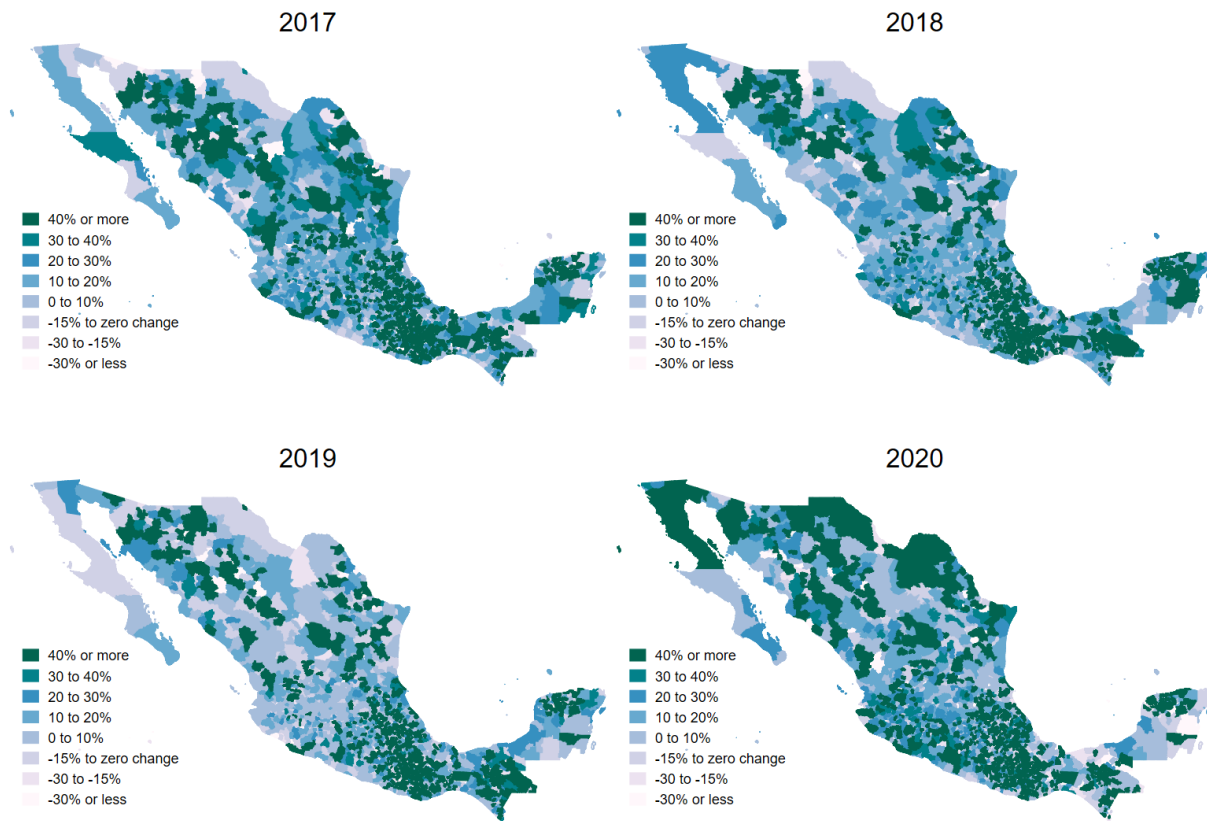 2017
40% or more
30 to 40%
20 to 30%
10 to 20%
0 to 10%
-15% to zero change
-30 to -15%
-30% or less
2018
40% or more
30 to 40%
20 to 30%
10 to 20%
0 to 10%
-15% to zero change
-30 to -15%
-30% or less
2019
40% or more
30 to 40%
20 to 30%
10 to 20%
0 to 10%
-15% to zero change
-30 to -15%
-30% or less
2020
40% or more
30 to 40%
20 to 30%
10 to 20%
0 to 10%
-15% to zero change
-30 to -15%
-30% or less